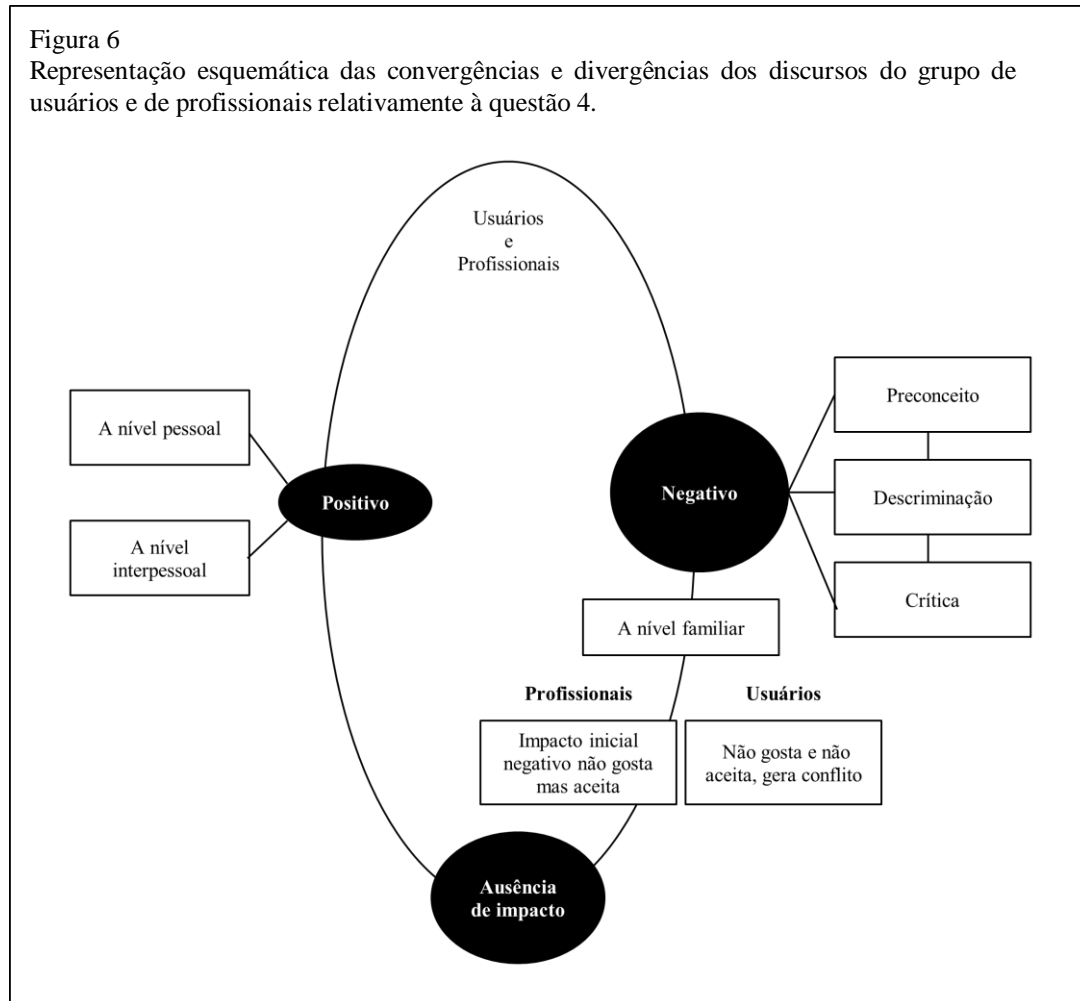 Figura 6
Representação esquemática das convergências e divergências dos discursos do grupo de
usuários e de profissionais relativamente à questão 4.
Usuários
e
Profissionais
A nível pessoal
A nível
interpessoal
Positivo
Negativo
Preconceito
Descriminação
Crítica
A nível familiar
Profissionais
Impacto inicial
negativo não gosta
mas aceita
Usuários
Não gosta e não
aceita, gera conflito
Ausência
de impacto